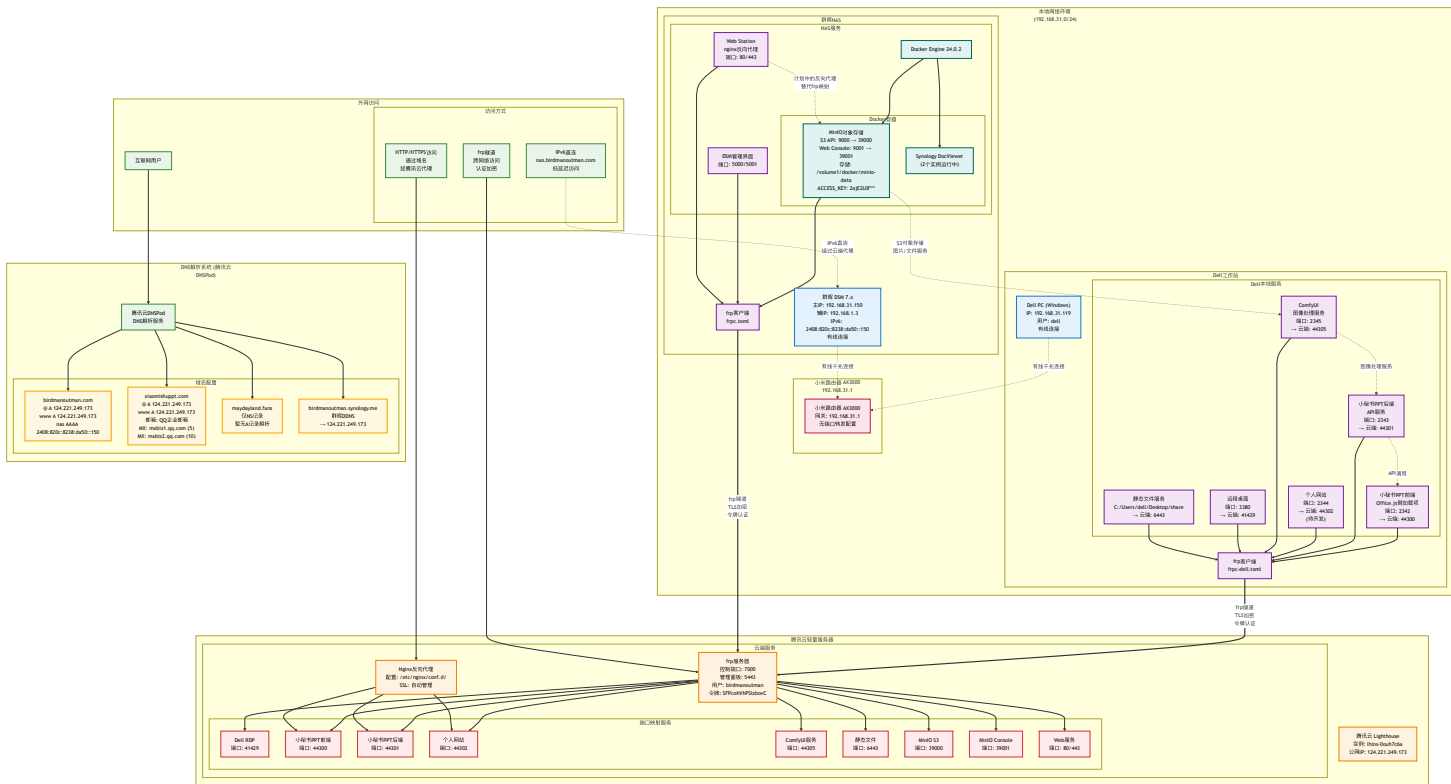 本地网络环境
(192.168.31.0/24)
群晖NAS
NAS服务
Web Station
nginx反向代理
端口: 80/443
Docker Engine 24.0.2
计划中的反向代理
替代frp映射
Docker容器
MinIO对象存储
S3 API: 9000 → 39000
Web Console: 9001 →
39001
存储:
/volume1/docker/minio-
data
DSM管理界面
端口: 5000/5001
Synology DocViewer
(2个实例运行中)
外网访问
访问方式
互联网用户
HTTP/HTTPS访问
通过域名
经腾讯云代理
frp隧道
跨网络访问
认证加密
IPv6直连
nas.birdmanoutman.com
低延迟访问
IPv6直连
绕过云端代理
S3对象存储
图片/文件服务
DNS解析系统 (腾讯云
DNSPod)
腾讯云DNSPod
DNS解析服务
域名配置
birdmanoutman.com
@ A 124.221.249.173
www A 124.221.249.173
nas AAAA
2408:820c:8238:da50::150
xiaomishuppt.com
@ A 124.221.249.173
www A 124.221.249.173
邮箱: QQ企业邮箱
MX: mxbiz1.qq.com (5)
MX: mxbiz2.qq.com (10)
maydayland.fans
仅NS记录
暂无A记录解析
birdmanoutman.synology.me
群晖DDNS
→ 124.221.249.173
frp客户端
frpc.toml
群晖 DSM 7.x
主IP: 192.168.31.150
辅IP: 192.168.1.2
IPv6:
2408:820c:8238:da50::150
有线连接
有线千兆连接
小米路由器 AX3000
192.168.31.1
小米路由器 AX3000
网关: 192.168.31.1
无端口转发配置
Dell工作站
Dell本地服务
Dell PC (Windows)
IP: 192.168.31.119
用户: dell
有线连接
有线千兆连接
ComfyUI
图像处理服务
端口: 2345
→ 云端: 44305
图像处理服务
小秘书PPT后端
API服务
端口: 2343
→ 云端: 44301
API调用
静态文件服务
C:/Users/dell/Desktop/share
→ 云端: 6443
远程桌面
端口: 3380
→ 云端: 41429
个人网站
端口: 2344
→ 云端: 44302
(待开发)
小秘书PPT前端
Office.js附加载项
端口: 2342
→ 云端: 44300
frp客户端
frpc-dell.toml
frp隧道
TLS加密
令牌认证
frp隧道
TLS加密
令牌认证
腾讯云轻量服务器
云端服务
Nginx反向代理
配置: /etc/nginx/conf.d/
SSL: 自动管理
frp服务器
控制端口: 7000
管理面板: 5443
用户: birdmanoutman
端口映射服务
Dell RDP
端口: 41429
小秘书PPT前端
端口: 44300
小秘书PPT后端
端口: 44301
个人网站
端口: 44302
ComfyUI服务
端口: 44305
静态文件
端口: 6443
MinIO S3
端口: 39000
MinIO Console
端口: 39001
Web服务
端口: 80/443
腾讯云 Lighthouse
公网IP: 124.221.249.173